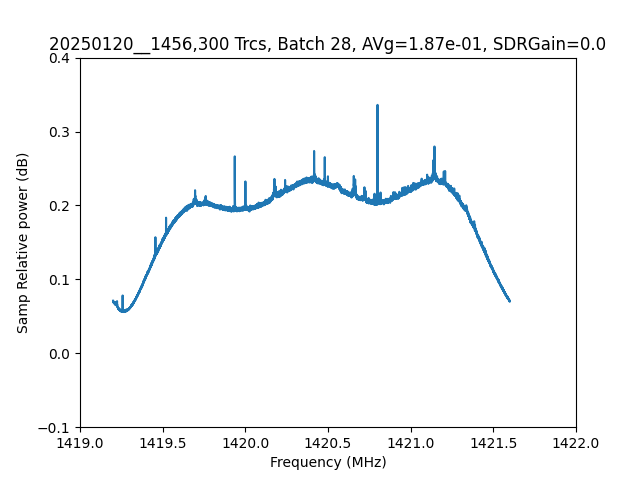 20250120__1456,300 Trcs, Batch 28, AVg=1.87e-01, SDRGain=0.0
0.4
0.3
0.2
0.1
0.0
−0.1
Samp Relative power (dB)
1419.0 1419.5 1420.0 1420.5 1421.0 1421.5 1422.0
Frequency (MHz)